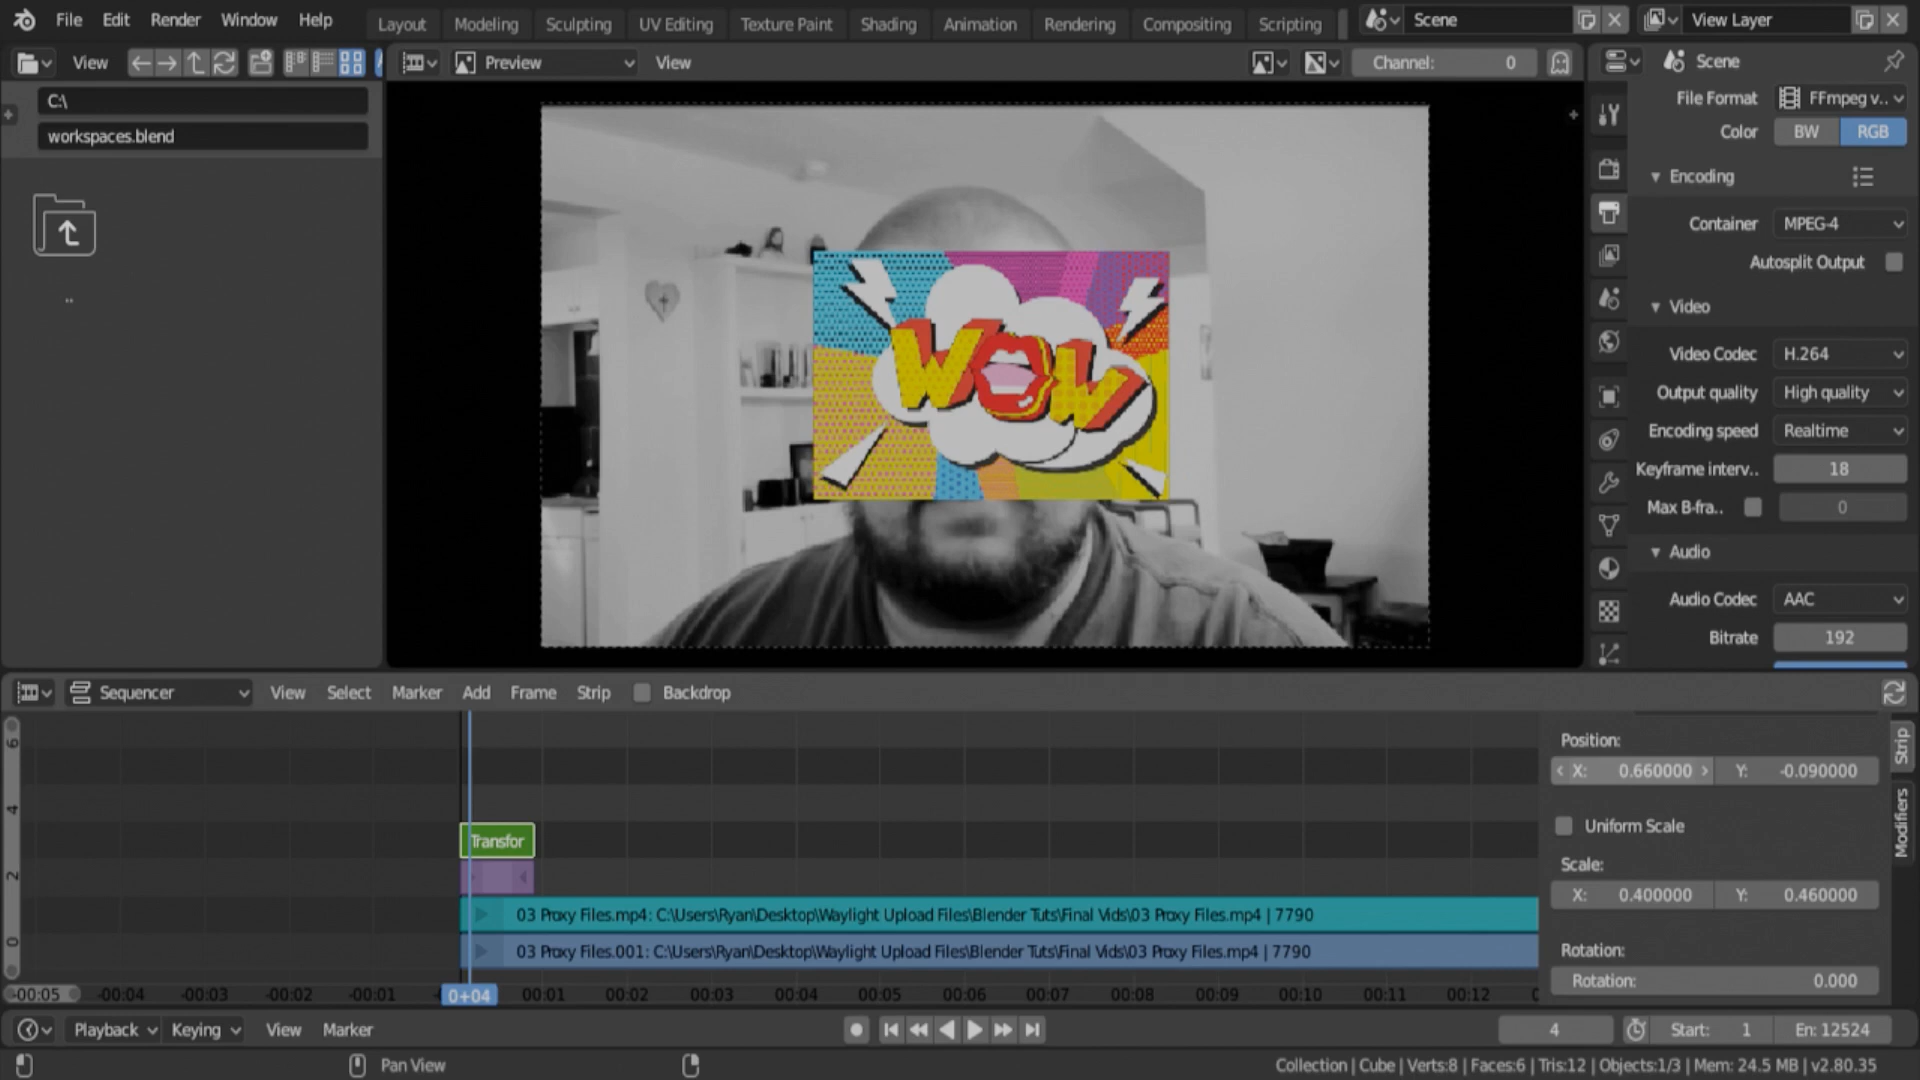 File Edit Render Window Help Layout Modeling Sculpting UV Editing Texture Paint Shading Animation Rendering Compositing Scripting Scene View Layer
View Preview View Channel: 0 Scene
C:\
workspaces.blend
..
File Format FFmpeg v..
Color BW RGB
Encoding
Container MPEG-4
Autosplit Output
Video
Video Codec H.264
Output quality High quality
Encoding speed Realtime
Keyframe interv.. 18
Max B-fra.. 0
Audio
Audio Codec AAC
Bitrate 192
WOW
Sequencer View Select Marker Add Frame Strip Backdrop
6
4
2
0
Transfor
03 Proxy Files.mp4: C:\Users\Ryan\Desktop\Waylight Upload Files\Blender Tuts\Final Vids\03 Proxy Files.mp4 | 7790
03 Proxy Files.001: C:\Users\Ryan\Desktop\Waylight Upload Files\Blender Tuts\Final Vids\03 Proxy Files.mp4 | 7790
-00:05 -00:04 -00:03 -00:02 -00:01 0+04 00:01 00:02 00:03 00:04 00:05 00:06 00:07 00:08 00:09 00:10 00:11 00:12
Position:
X: 0.660000 Y: -0.090000
Uniform Scale
Scale:
X: 0.400000 Y: 0.460000
Rotation:
Rotation: 0.000
Strip
Modifiers
Playback Keying View Marker 4 Start: 1 En: 12524
Pan View Collection | Cube | Verts:8 | Faces:6 | Tris:12 | Objects:1/3 | Mem: 24.5 MB | v2.80.35